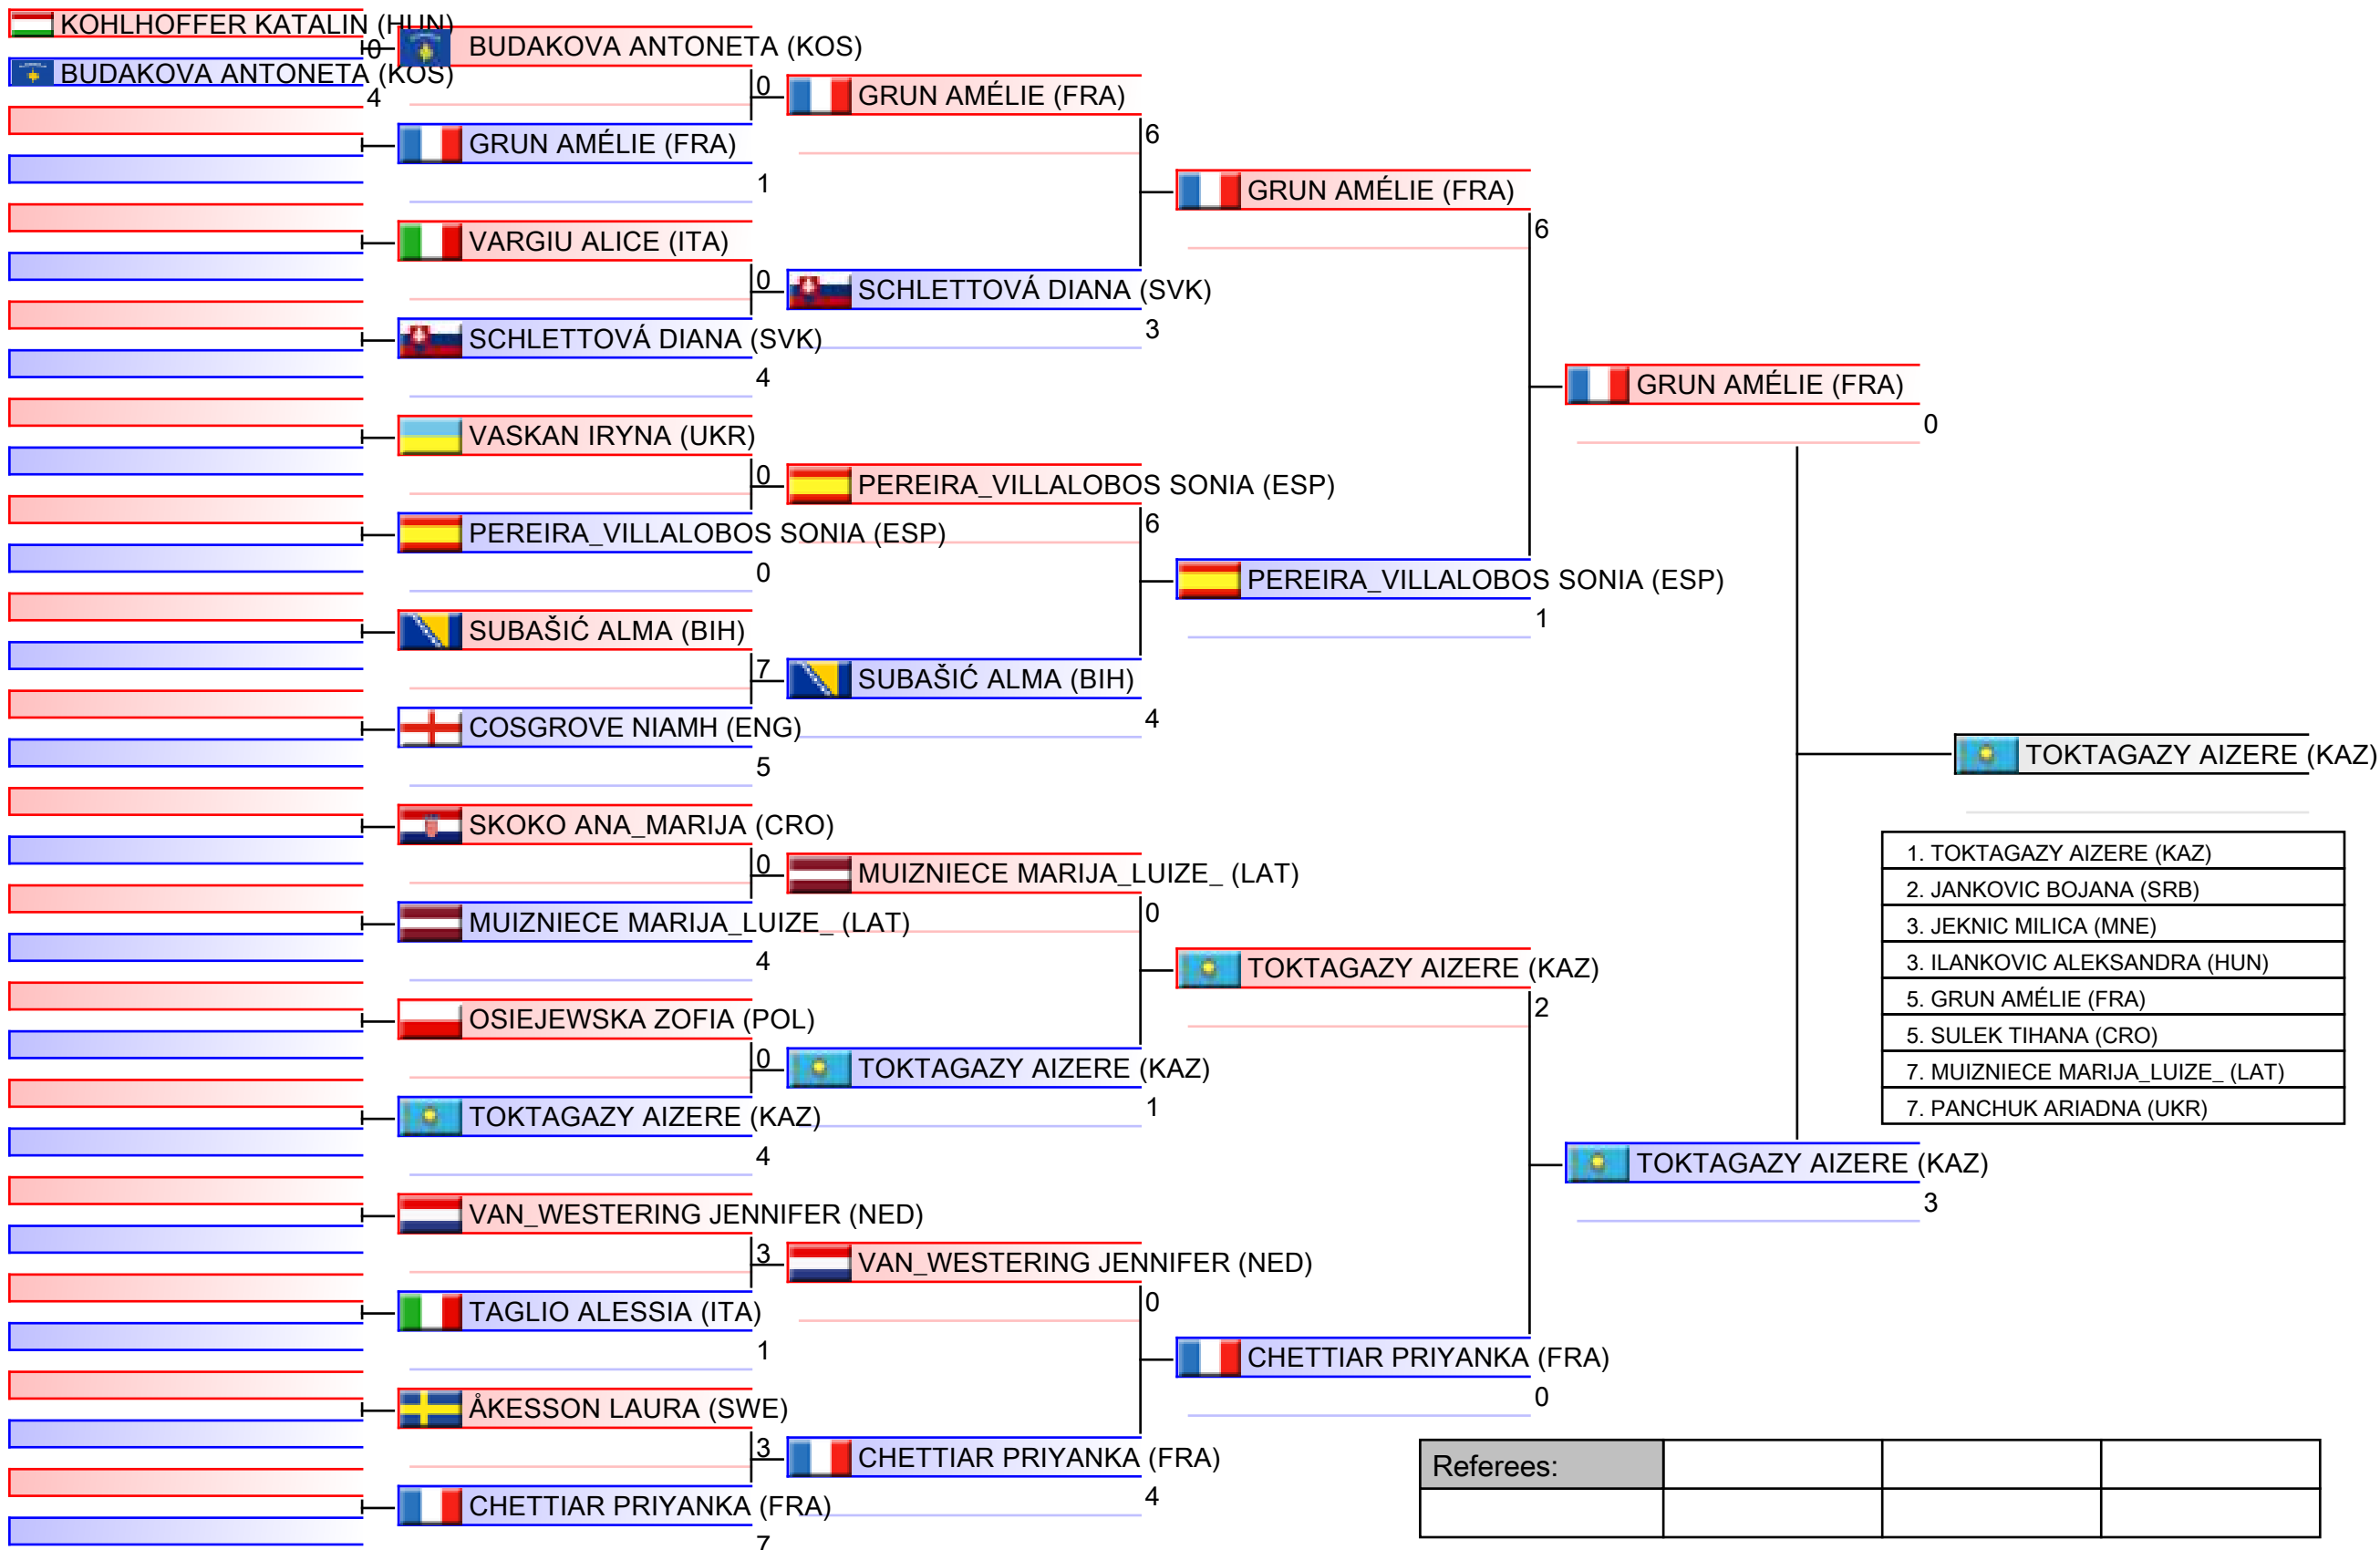 KOHLHOFFER KATALIN (HUN)
0
BUDAKOVA ANTONETA (KOS)
4
BUDAKOVA ANTONETA (KOS)
0
GRUN AMÉLIE (FRA)
1
VARGIU ALICE (ITA)
0
SCHLETTOVÁ DIANA (SVK)
4
VASKAN IRYNA (UKR)
0
PEREIRA_VILLALOBOS SONIA (ESP)
0
SUBAŠIĆ ALMA (BIH)
7
COSGROVE NIAMH (ENG)
5
SKOKO ANA_MARIJA (CRO)
0
MUIZNIECE MARIJA_LUIZE_ (LAT)
4
OSIEJEWSKA ZOFIA (POL)
0
TOKTAGAZY AIZERE (KAZ)
4
VAN_WESTERING JENNIFER (NED)
3
TAGLIO ALESSIA (ITA)
1
ÅKESSON LAURA (SWE)
3
CHETTIAR PRIYANKA (FRA)
7
GRUN AMÉLIE (FRA)
6
SCHLETTOVÁ DIANA (SVK)
3
PEREIRA_VILLALOBOS SONIA (ESP)
6
SUBAŠIĆ ALMA (BIH)
4
MUIZNIECE MARIJA_LUIZE_ (LAT)
0
TOKTAGAZY AIZERE (KAZ)
1
VAN_WESTERING JENNIFER (NED)
0
CHETTIAR PRIYANKA (FRA)
4
GRUN AMÉLIE (FRA)
6
PEREIRA_VILLALOBOS SONIA (ESP)
1
TOKTAGAZY AIZERE (KAZ)
2
CHETTIAR PRIYANKA (FRA)
0
GRUN AMÉLIE (FRA)
0
TOKTAGAZY AIZERE (KAZ)
3
TOKTAGAZY AIZERE (KAZ)
1. TOKTAGAZY AIZERE (KAZ)
2. JANKOVIC BOJANA (SRB)
3. JEKNIC MILICA (MNE)
3. ILANKOVIC ALEKSANDRA (HUN)
5. GRUN AMÉLIE (FRA)
5. SULEK TIHANA (CRO)
7. MUIZNIECE MARIJA_LUIZE_ (LAT)
7. PANCHUK ARIADNA (UKR)
Referees: